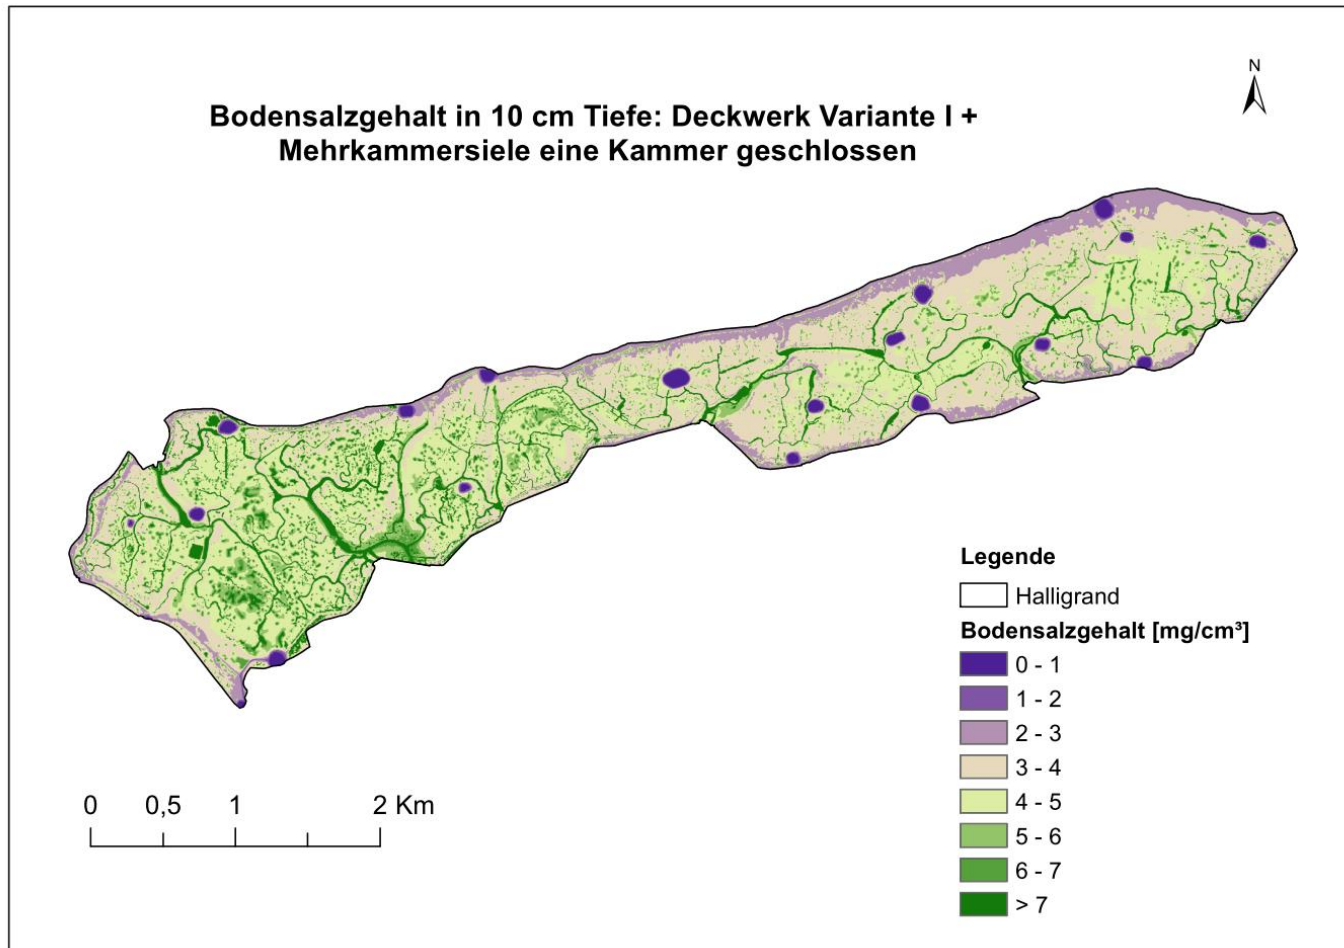 N
Bodensalzgehalt in 10 cm Tiefe: Deckwerk Variante I +
Mehrkammersiele eine Kammer geschlossen
Legende
Halligrand
Bodensalzgehalt [mg/cm³]
0 - 1
1 - 2
2 - 3
3 - 4
4 - 5
5 - 6
6 - 7
> 7
0 0,5 1 2 Km